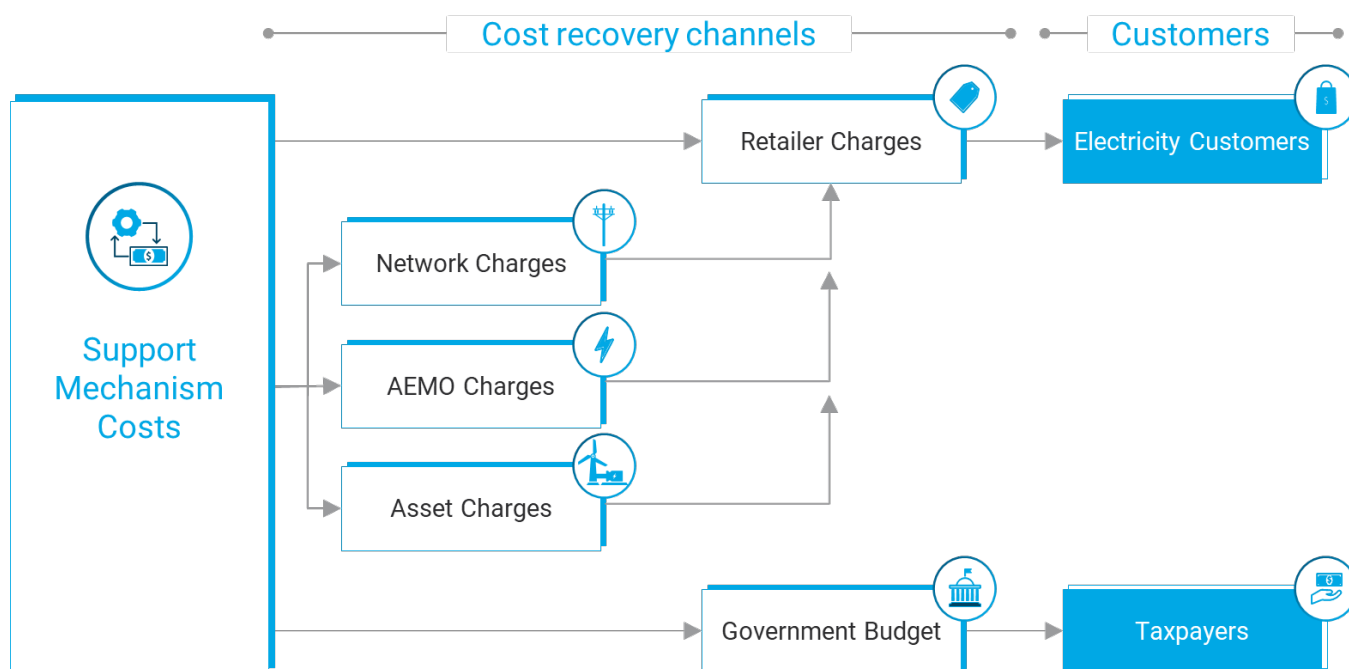 Cost recovery channels
Customers
Retailer Charges
Electricity Customers
$
Network Charges
$
Support
Mechanism
Costs
AEMO Charges
Asset Charges
$
Government Budget
Taxpayers